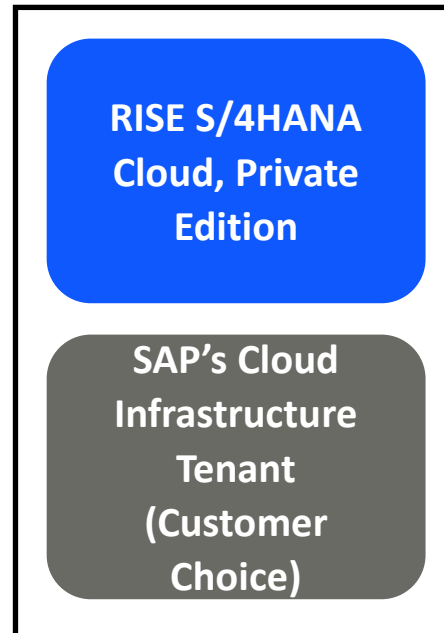 RISE S/4HANA
Cloud, Private
Edition
SAP’s Cloud
Infrastructure
Tenant
(Customer
Choice)